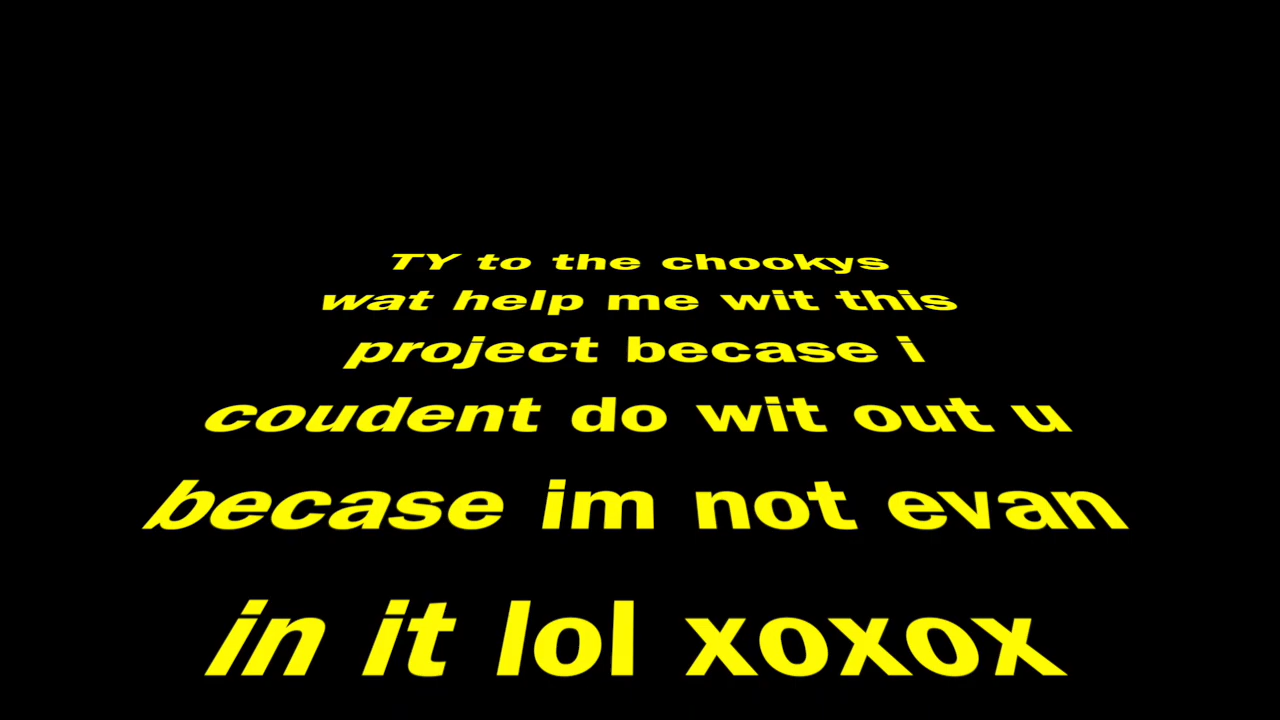 TY to the chookys
wat help me wit this
project becase i
coudent do wit out u
becase im not evan
in it lol xoxox